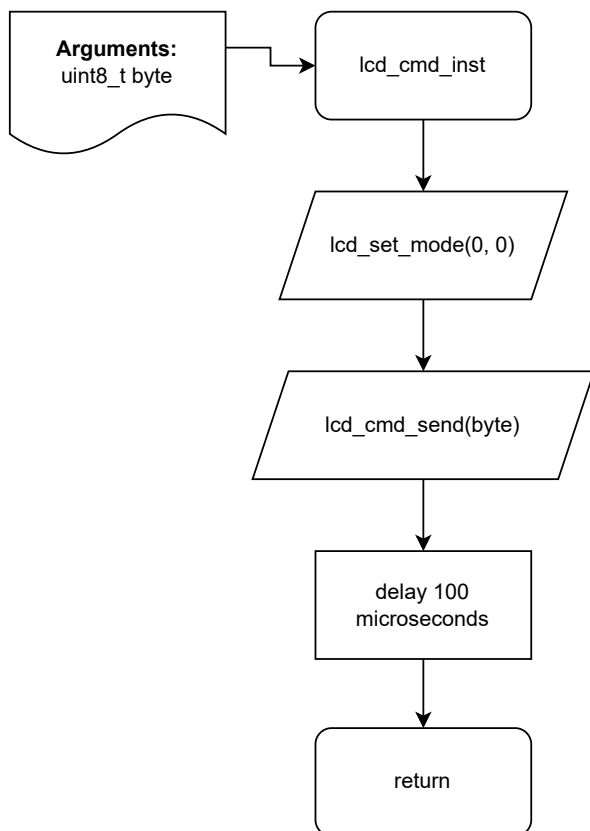 Arguments:
uint8_t byte
lcd_cmd_inst
lcd_set_mode(0, 0)
lcd_cmd_send(byte)
delay 100
microseconds
return